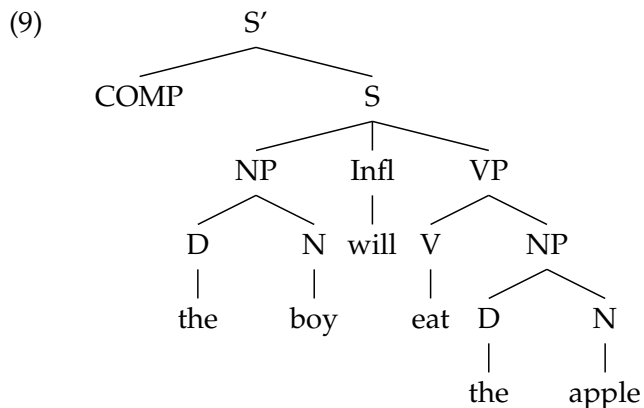 (9) S′
COMP S
NP Infl VP
D N will V NP
the boy eat D N
the apple